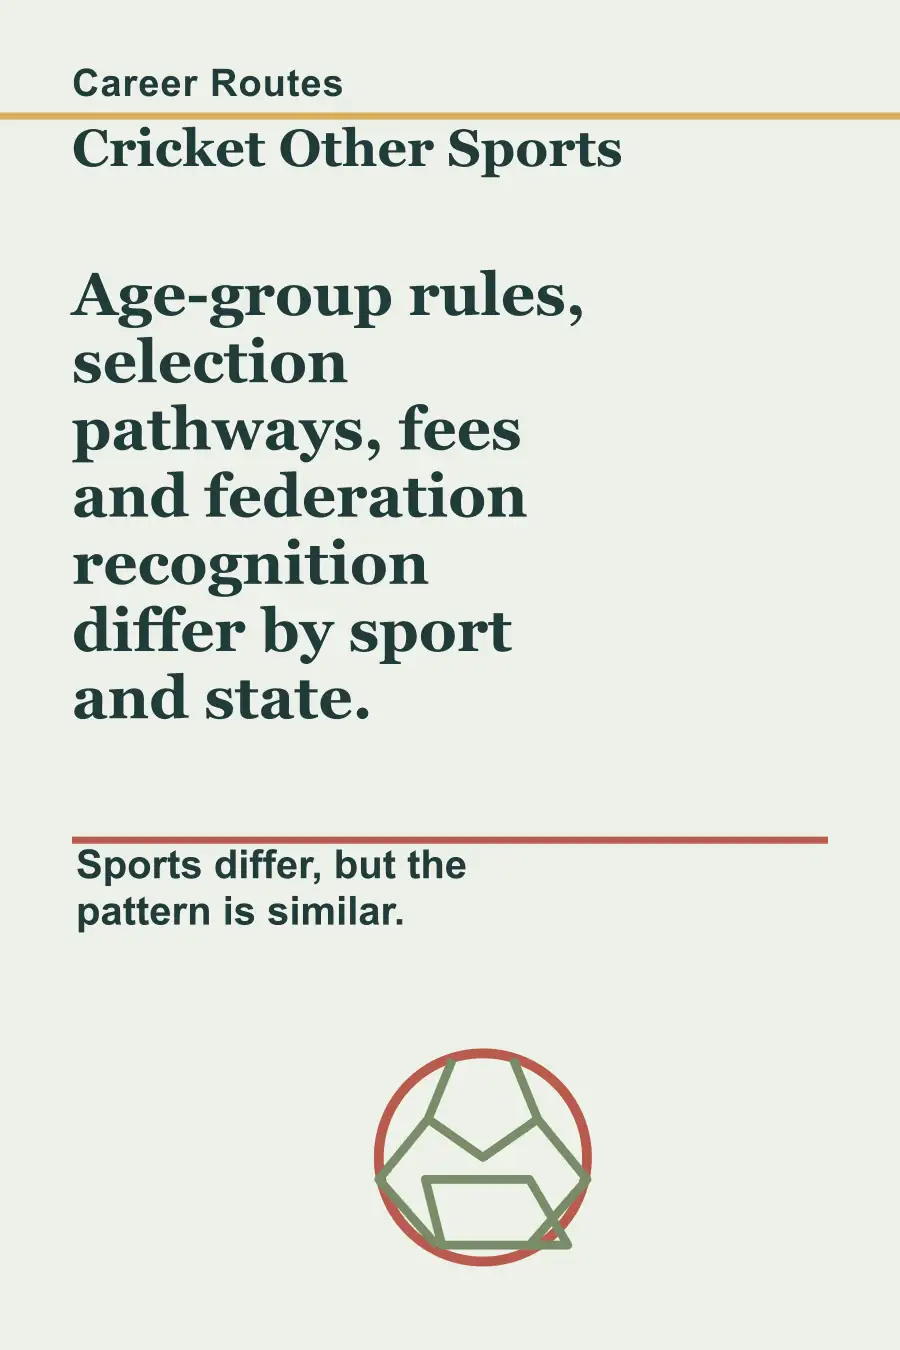 Career Routes
Cricket Other Sports
Age-group rules,
selection
pathways, fees
and federation
recognition
differ by sport
and state.
Sports differ, but the
pattern is similar.